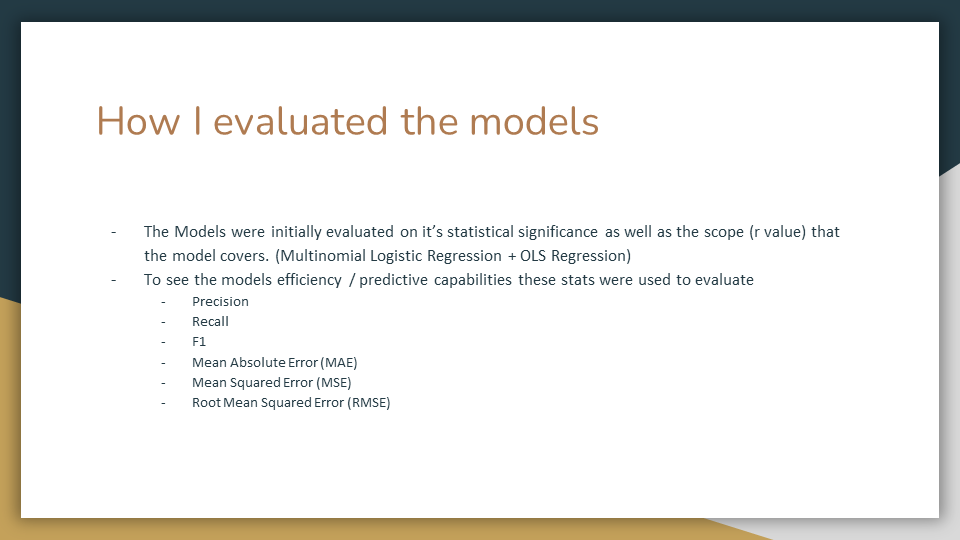 How I evaluated the models
- The Models were initially evaluated on it’s statistical significance as well as the scope (r value) that
the model covers. (Multinomial Logistic Regression + OLS Regression)
- To see the models efficiency / predictive capabilities these stats were used to evaluate
- Precision
- Recall
- F1
- Mean Absolute Error (MAE)
- Mean Squared Error (MSE)
- Root Mean Squared Error (RMSE)